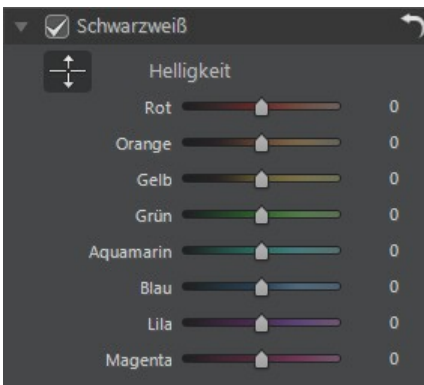 Schwarzweiß
Helligkeit
Rot 0
Orange 0
Gelb 0
Grün 0
Aquamarin 0
Blau 0
Lila 0
Magenta 0